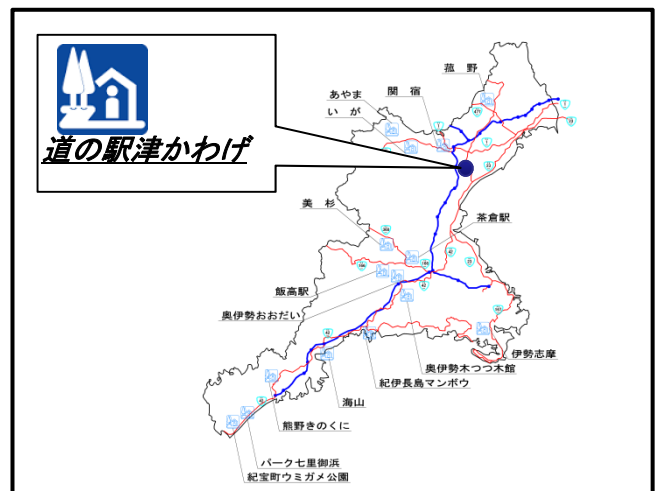 道の駅津かわげ
菰 野
関 宿
あやま
い が
美 杉
茶倉駅
飯高駅
奥伊勢おおだい
伊勢志摩
奥伊勢木つつ木館
紀伊長島マンボウ
海山
熊野きのくに
パーク七里御浜
紀宝町ウミガメ公園